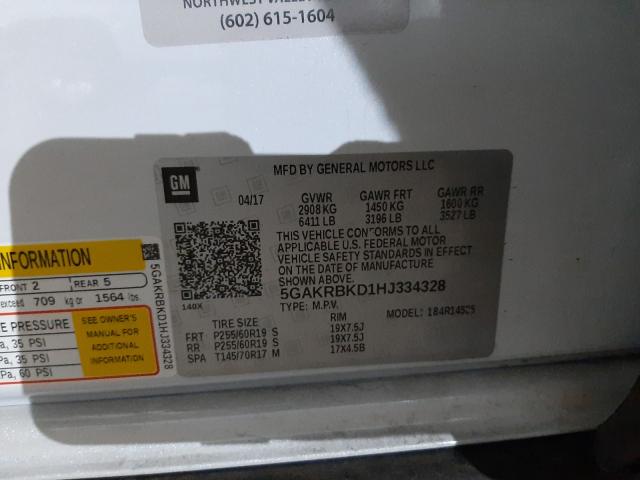 NORTHWEST VALLEY
(602) 615-1604
GM
MFD BY GENERAL MOTORS LLC
04/17
GVWR GAWR FRT GAWR RR
2908 KG 1450 KG 1600 KG
6411 LB 3196 LB 3527 LB
THIS VEHICLE CONFORMS TO ALL
APPLICABLE U.S. FEDERAL MOTOR
VEHICLE SAFETY STANDARDS IN EFFECT
ON THE DATE OF MANUFACTURE
SHOWN ABOVE.
5GAKRBKD1HJ334328
TYPE: M.P.V. MODEL: 184R14525
140X
TIRE SIZE RIM
FRT P255/60R19 S 19X7.5J
RR P255/60R19 S 19X7.5J
SPA T145/70R17 M 17X4.5B
INFORMATION
FRONT 2 REAR 5
exceed 709 kg or 1564 lbs.
E PRESSURE
a, 35 PSI
Pa, 35 PSI
Pa, 60 PSI
SEE OWNER'S
MANUAL FOR
ADDITIONAL
INFORMATION
5GAKRBKD1HJ334328